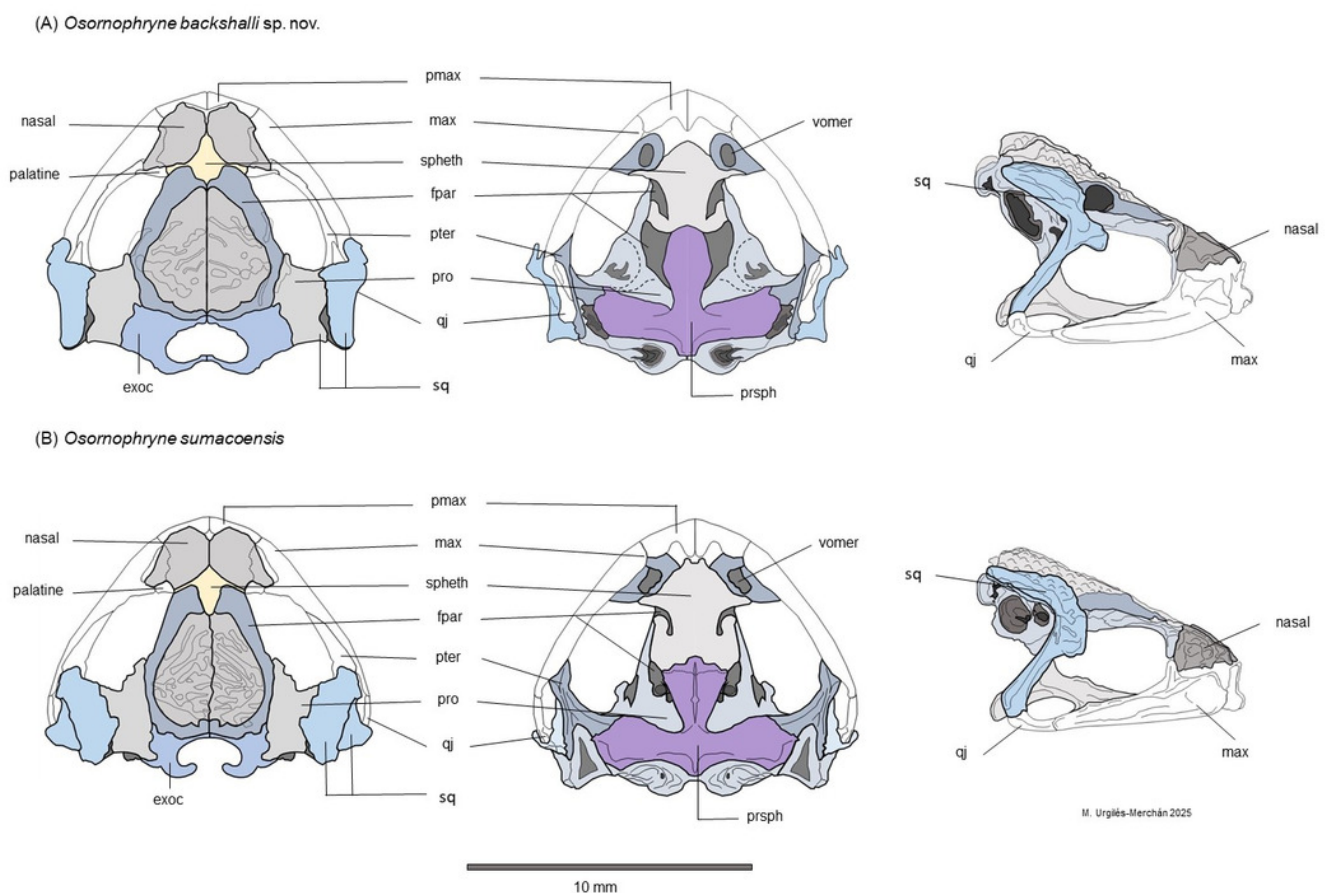 (A) Osornophryne backshalli sp. nov.
pmax
nasal
max
vomer
palatine
spheth
sq
fpar
pter
nasal
pro
qj
qj
max
exoc
sq
prsph
(B) Osornophryne sumacoensis
pmax
nasal
max
vomer
palatine
spheth
sq
fpar
nasal
pter
pro
qj
qj
max
exoc
sq
prsph
M. Urgilés-Merchán 2025
10 mm